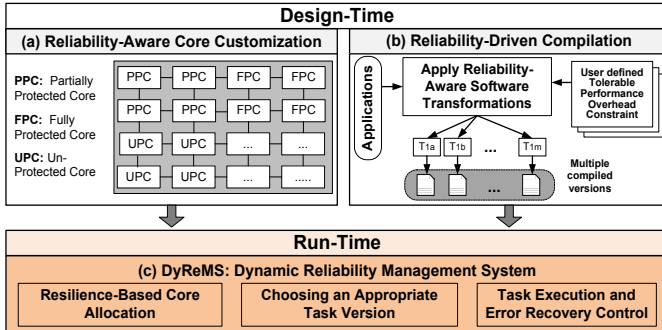 Design-Time
(a) Reliability-Aware Core Customization
PPC: Partially
Protected Core
FPC: Fully
Protected Core
UPC: Un-
Protected Core
PPC PPC FPC FPC
PPC PPC FPC FPC
UPC UPC ... ...
UPC UPC ... .....
(b) Reliability-Driven Compilation
Applications
Apply Reliability-
Aware Software
Transformations
User defined
Tolerable
Performance
Overhead
Constraint
T1a T1b ... T1m
...
Multiple
compiled
versions
Run-Time
(c) DyReMS: Dynamic Reliability Management System
Resilience-Based Core
Allocation
Choosing an Appropriate
Task Version
Task Execution and
Error Recovery Control